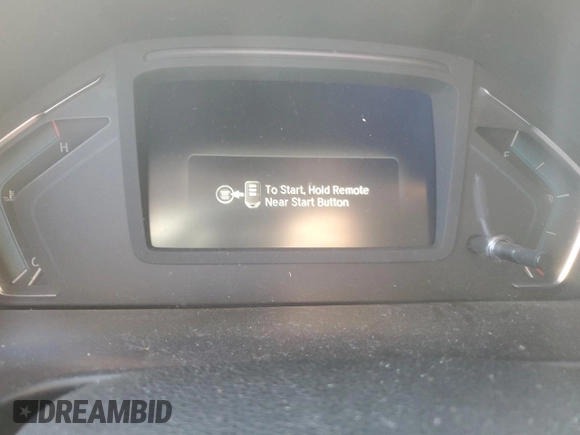 H
F
To Start, Hold Remote
Near Start Button
C
DREAMBID